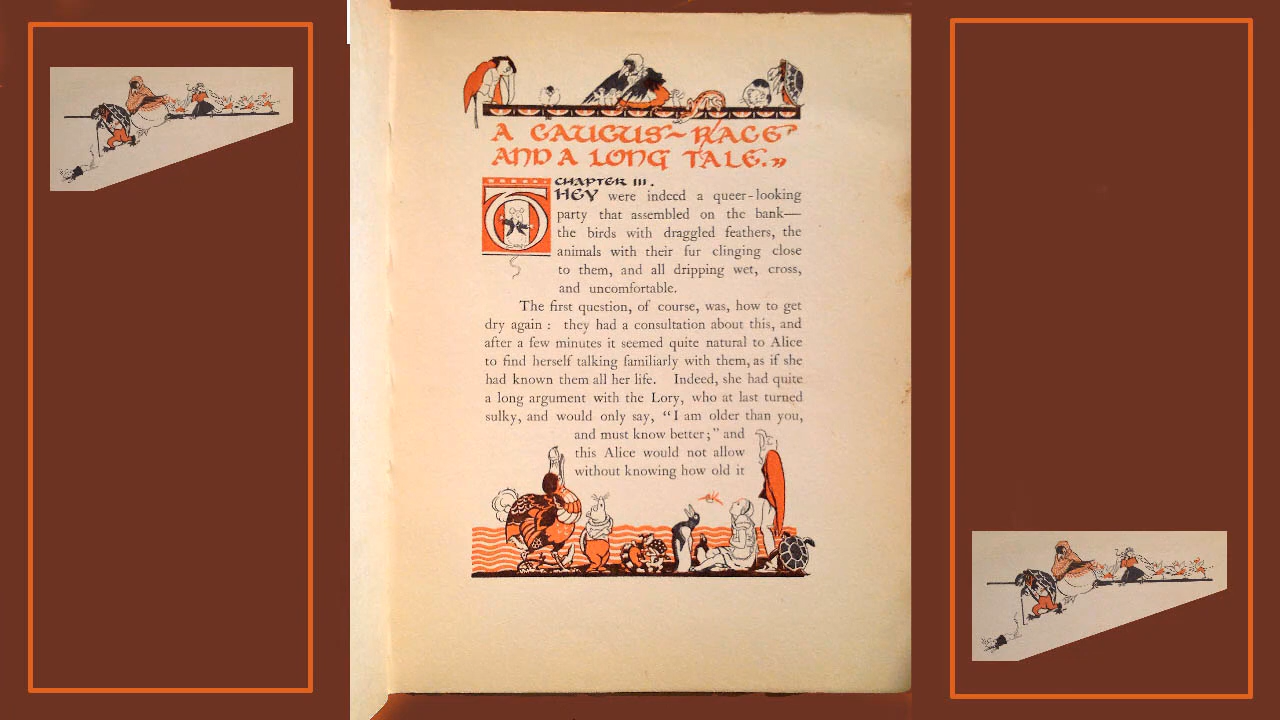 A CAUCUS~RACE
AND A LONG TALE.
CHAPTER III.
THEY were indeed a queer-looking
party that assembled on the bank—
the birds with draggled feathers, the
animals with their fur clinging close
to them, and all dripping wet, cross,
and uncomfortable.
The first question, of course, was, how to get
dry again : they had a consultation about this, and
after a few minutes it seemed quite natural to Alice
to find herself talking familiarly with them, as if she
had known them all her life. Indeed, she had quite
a long argument with the Lory, who at last turned
sulky, and would only say, “I am older than you,
and must know better;” and
this Alice would not allow
without knowing how old it